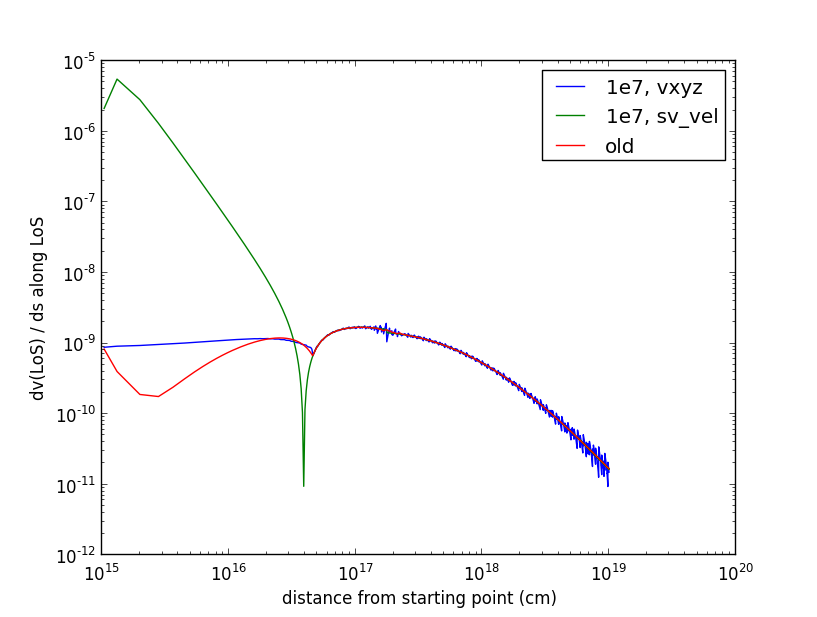 1e7, vxyz
1e7, sv_vel
old
10^-5
10^-6
10^-7
10^-8
10^-9
10^-10
10^-11
10^-12
dv(LoS) / ds along LoS
10^15 10^16 10^17 10^18 10^19 10^20
distance from starting point (cm)